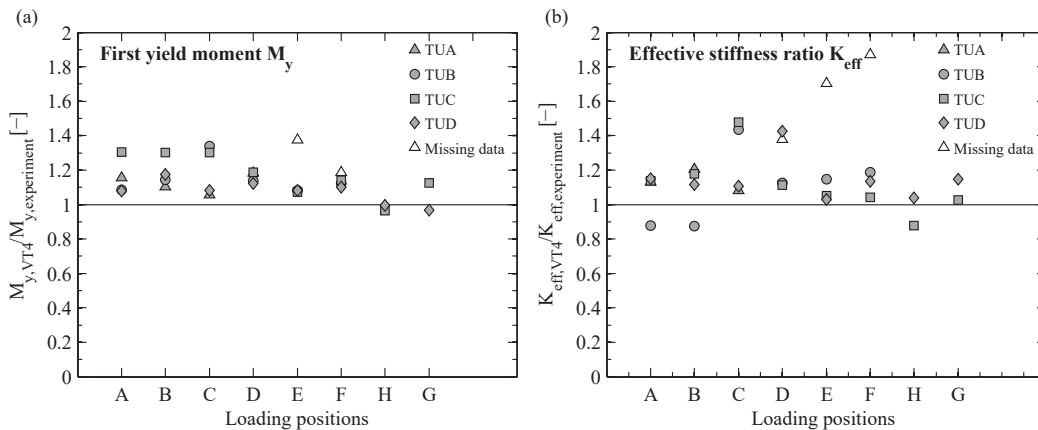 (a)
First yield moment M_y
TUA
TUB
TUC
TUD
Missing data
2
1.8
1.6
1.4
1.2
1
0.8
0.6
0.4
0.2
0
M_y,VT4/M_y,experiment [−]
A B C D E F H G
Loading positions
(b)
Effective stiffness ratio K_eff
TUA
TUB
TUC
TUD
Missing data
2
1.8
1.6
1.4
1.2
1
0.8
0.6
0.4
0.2
0
K_eff,VT4/K_eff,experiment [−]
A B C D E F H G
Loading positions